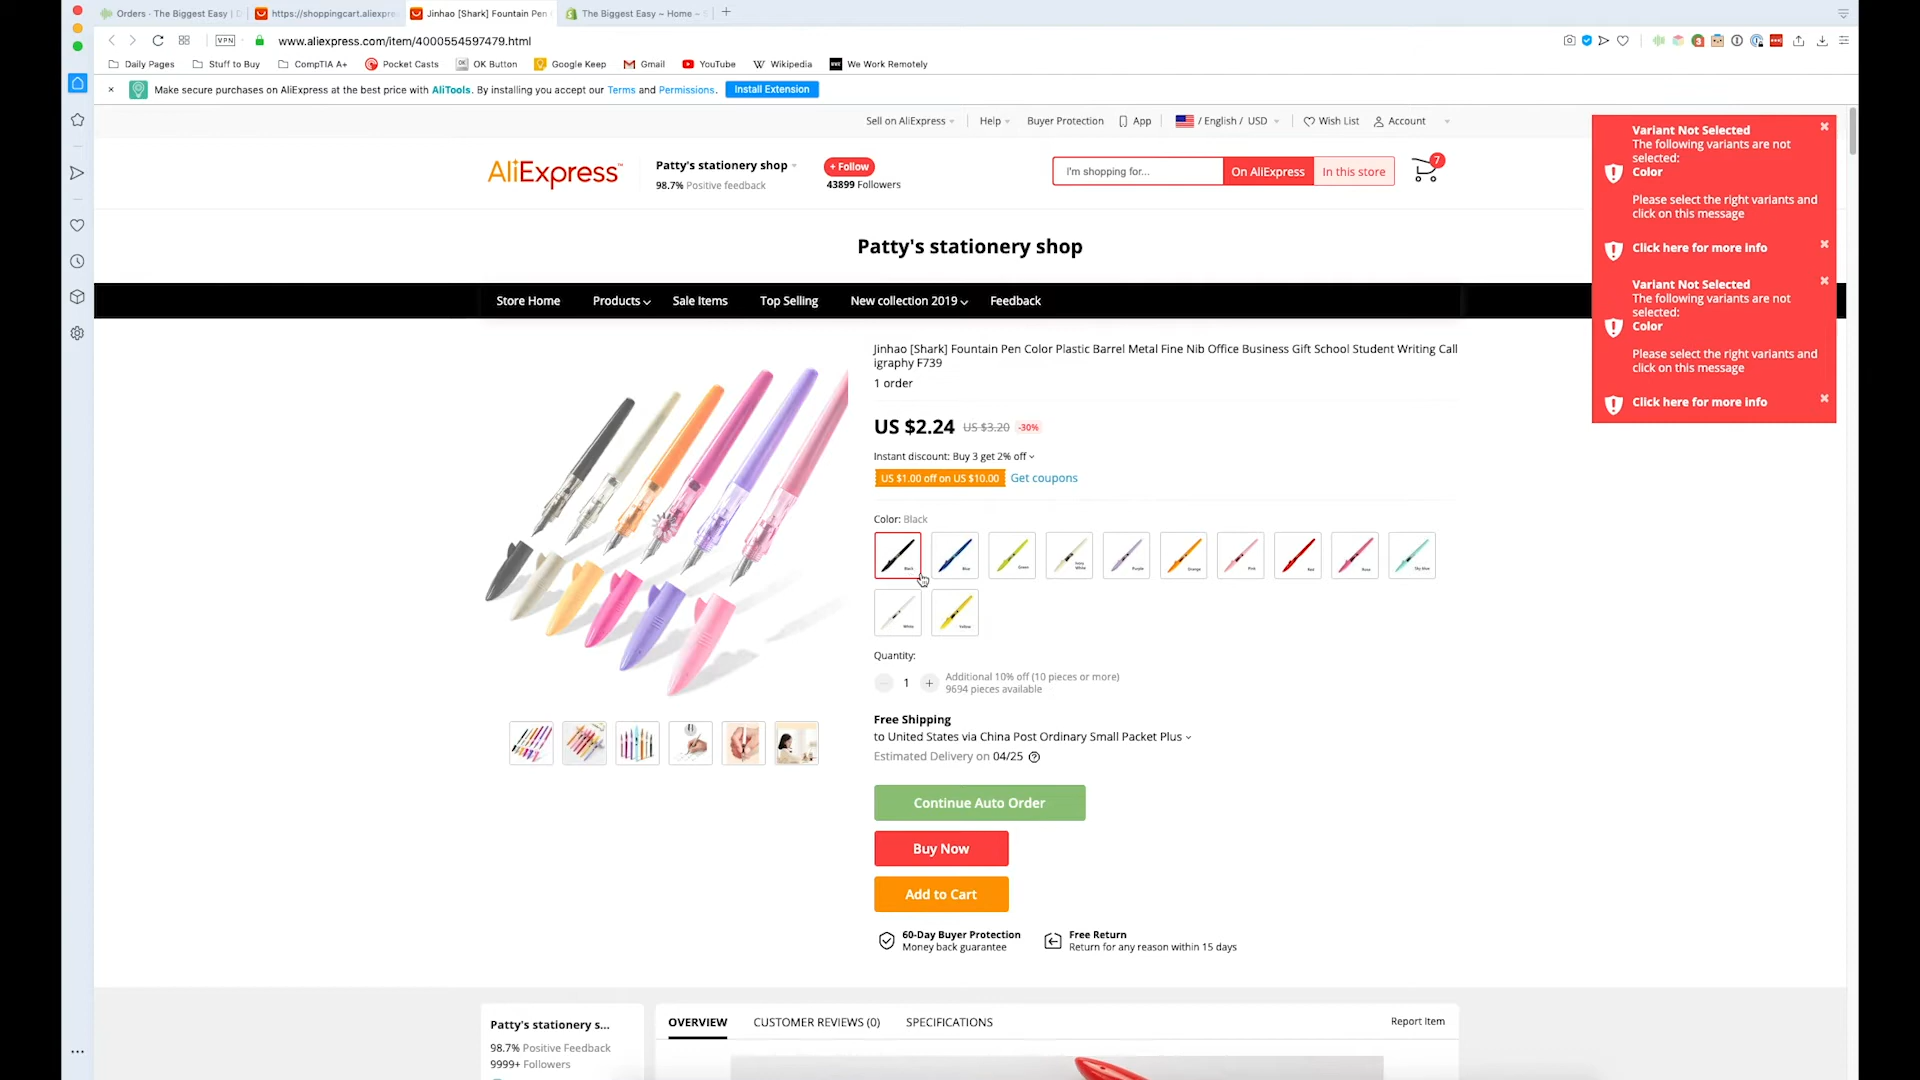 Orders - The Biggest Easy |
https://shoppingcart.aliexpres
Jinhao [Shark] Fountain Pen
The Biggest Easy ~ Home ~
VPN
www.aliexpress.com/item/4000554597479.html
Daily Pages
Stuff to Buy
CompTIA A+
Pocket Casts
OK Button
Google Keep
Gmail
YouTube
Wikipedia
We Work Remotely
Make secure purchases on AliExpress at the best price with AliTools. By installing you accept our Terms and Permissions.
Install Extension
Sell on AliExpress
Help
Buyer Protection
App
/ English / USD
Wish List
Account
AliExpress™
Patty's stationery shop
98.7% Positive feedback
+ Follow
43899 Followers
I'm shopping for...
On AliExpress
In this store
7
Patty's stationery shop
Store Home
Products
Sale Items
Top Selling
New collection 2019
Feedback
Variant Not Selected
The following variants are not
selected:
Color
Please select the right variants and
click on this message
Click here for more info
Variant Not Selected
The following variants are not
selected:
Color
Please select the right variants and
click on this message
Click here for more info
Jinhao [Shark] Fountain Pen Color Plastic Barrel Metal Fine Nib Office Business Gift School Student Writing Call
igraphy F739
1 order
US $2.24 US $3.20 -30%
Instant discount: Buy 3 get 2% off
US $1.00 off on US $10.00
Get coupons
Color: Black
Black
Blue
Green
Ivory White
Purple
Orange
Pink
Red
Rose
Sky blue
White
Yellow
Quantity:
1
Additional 10% off (10 pieces or more)
9694 pieces available
Free Shipping
to United States via China Post Ordinary Small Packet Plus
Estimated Delivery on 04/25
Continue Auto Order
Buy Now
Add to Cart
60-Day Buyer Protection
Money back guarantee
Free Return
Return for any reason within 15 days
Patty's stationery s...
98.7% Positive Feedback
9999+ Followers
OVERVIEW
CUSTOMER REVIEWS (0)
SPECIFICATIONS
Report Item